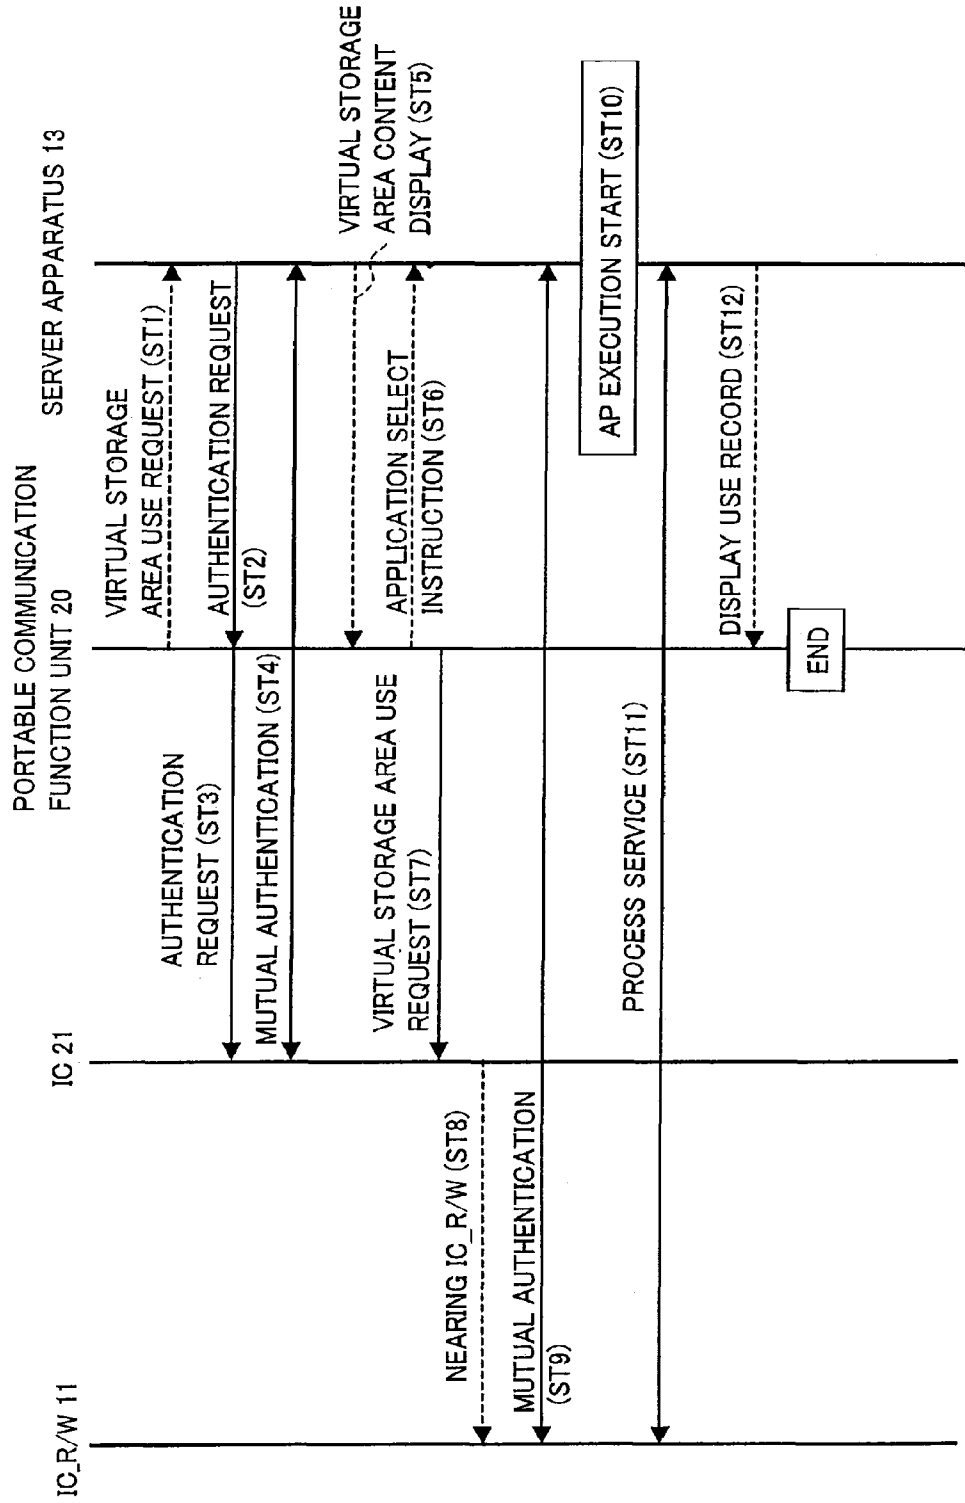 IC_R/W 11
IC 21
PORTABLE COMMUNICATION
FUNCTION UNIT 20
SERVER APPARATUS 13
VIRTUAL STORAGE
AREA USE REQUEST (ST1)
AUTHENTICATION REQUEST
(ST2)
AUTHENTICATION
REQUEST (ST3)
MUTUAL AUTHENTICATION (ST4)
VIRTUAL STORAGE
AREA CONTENT
DISPLAY (ST5)
APPLICATION SELECT
INSTRUCTION (ST6)
VIRTUAL STORAGE AREA USE
REQUEST (ST7)
NEARING IC_R/W (ST8)
MUTUAL AUTHENTICATION
(ST9)
AP EXECUTION START (ST10)
PROCESS SERVICE (ST11)
DISPLAY USE RECORD (ST12)
END